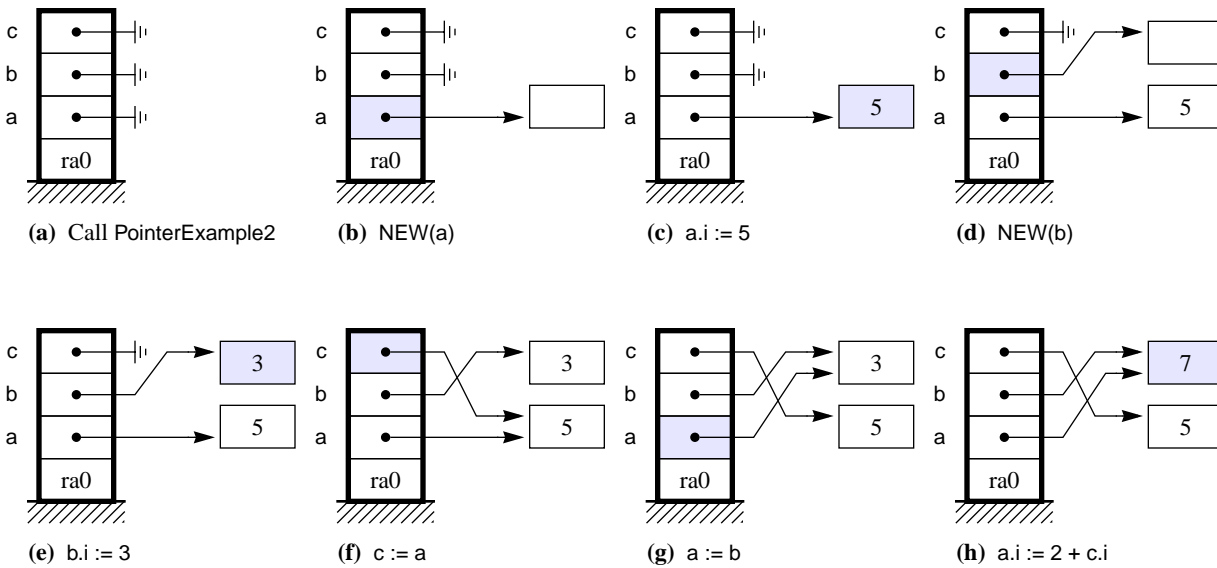 c
b
a
ra0
(a) Call PointerExample2
c
b
a
ra0
(b) NEW(a)
c
b
a
5
ra0
(c) a.i := 5
c
b
a
5
ra0
(d) NEW(b)
c
b
a
3
5
ra0
(e) b.i := 3
c
b
a
3
5
ra0
(f) c := a
c
b
a
3
5
ra0
(g) a := b
c
b
a
7
5
ra0
(h) a.i := 2 + c.i